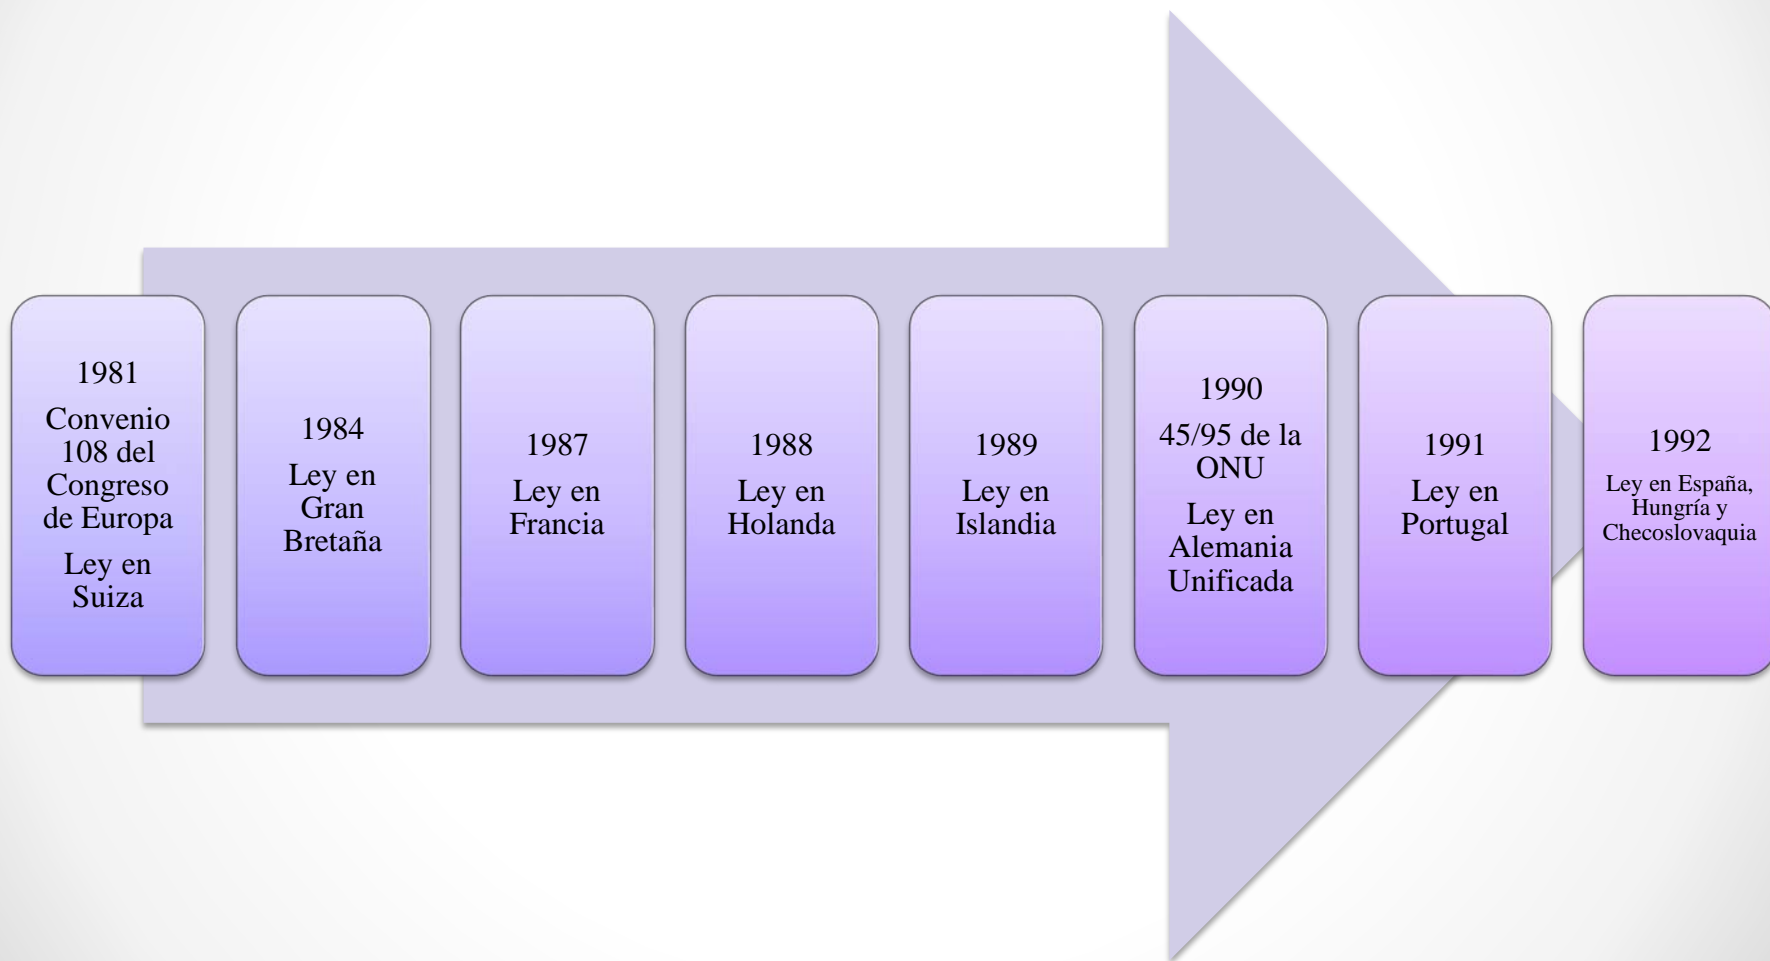 1981
Convenio
108 del
Congreso
de Europa
Ley en
Suiza
1984
Ley en
Gran
Bretaña
1987
Ley en
Francia
1988
Ley en
Holanda
1989
Ley en
Islandia
1990
45/95 de la
ONU
Ley en
Alemania
Unificada
1991
Ley en
Portugal
1992
Ley en España,
Hungría y
Checoslovaquia